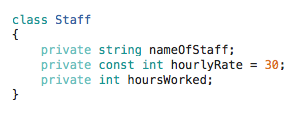 class Staff
{
    private string nameOfStaff;
    private const int hourlyRate = 30;
    private int hoursWorked;
}